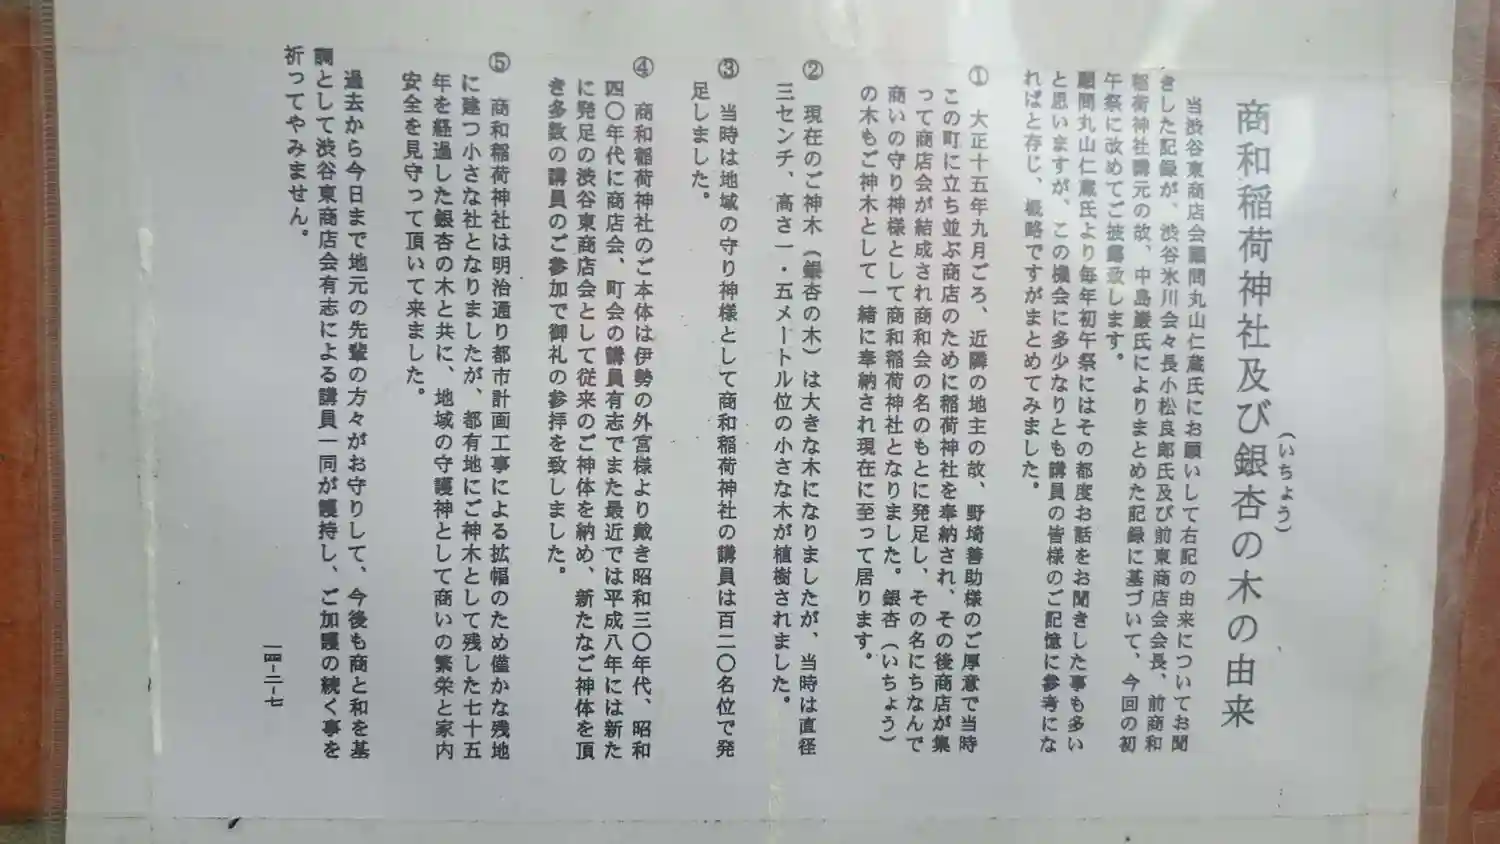 商和稲荷神社及び銀杏の木の由来
(いちょう)
当渋谷東商店会顧問丸山仁蔵氏にお願いして右記の由来についてお聞
きした記録が、渋谷氷川会々長小松良郎氏及び前東商店会会長、前商和
稲荷神社講元の故、中島巌氏によりまとめた記録に基づいて、今回の初
午祭に改めてご披露致します。
顧問丸山仁蔵氏より毎年初午祭にはその都度お話をお聞きした事も多い
と思いますが、この機会に多少なりとも講員の皆様のご記憶に参考にな
ればと存じ、概略ですがまとめてみました。
① 大正十五年九月ごろ、近隣の地主の故、野埼善助様のご厚意で当時
この町に立ち並ぶ商店のために稲荷神社を奉納され、その後商店が集
って商店会が結成され商和会の名のもとに発足し、その名にちなんで
商いの守り神様として商和稲荷神社となりました。銀杏(いちょう)
の木もご神木として一緒に奉納され現在に至って居ります。
② 現在のご神木(銀杏の木)は大きな木になりましたが、当時は直径
三センチ、高さ一・五メートル位の小さな木が植樹されました。
③ 当時は地域の守り神様として商和稲荷神社の講員は百二〇名位で発
足しました。
④ 商和稲荷神社のご本体は伊勢の外宮様より戴き昭和三〇年代、昭和
四〇年代に商店会、町会の講員有志でまた最近では平成八年には新た
に発足の渋谷東商店会として従来のご神体を納め、新たなご神体を頂
き多数の講員のご参加で御礼の参拝を致しました。
⑤ 商和稲荷神社は明治通り都市計画工事による拡幅のため僅かな残地
に建つ小さな社となりましたが、都有地にご神木として残した七十五
年を経過した銀杏の木と共に、地域の守護神として商いの繁栄と家内
安全を見守って頂いて来ました。
過去から今日まで地元の先輩の方々がお守りして、今後も商と和を基
調として渋谷東商店会有志による講員一同が護持し、ご加護の続く事を
祈ってやみません。
一四-二-七